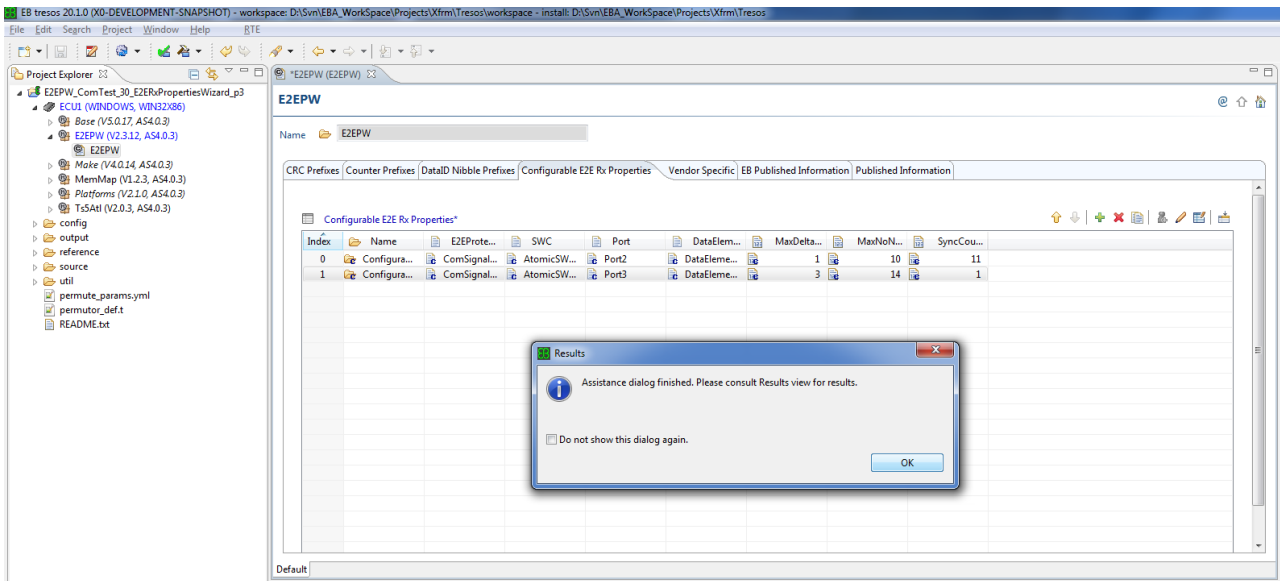 EB tresos 20.1.0 (X0-DEVELOPMENT-SNAPSHOT) - workspace: D:\Svn\EBA_WorkSpace\Projects\Xfrm\Tresos\workspace - install: D:\Svn\EBA_WorkSpace\Projects\Xfrm\Tresos
File Edit Search Project Window Help RTE
Project Explorer
*E2EPW (E2EPW)
E2EPW_ComTest_30_E2ERxPropertiesWizard_p3
ECU1 (WINDOWS, WIN32X86)
Base (V5.0.17, AS4.0.3)
E2EPW (V2.3.12, AS4.0.3)
E2EPW
Make (V4.0.14, AS4.0.3)
MemMap (V1.2.3, AS4.0.3)
Platforms (V2.1.0, AS4.0.3)
Ts5Atl (V2.0.3, AS4.0.3)
config
output
reference
source
util
permute_params.yml
permutor_def.t
README.txt
E2EPW
Name E2EPW
CRC Prefixes Counter Prefixes DataID Nibble Prefixes Configurable E2E Rx Properties Vendor Specific EB Published Information Published Information
Configurable E2E Rx Properties*
Index Name E2EProte... SWC Port DataElem... MaxDelta... MaxNoN... SyncCou...
0 Configura... ComSignal... AtomicSW... Port2 DataEleme... 1 10 11
1 Configura... ComSignal... AtomicSW... Port3 DataEleme... 3 14 1
Results
Assistance dialog finished. Please consult Results view for results.
Do not show this dialog again.
OK
Default